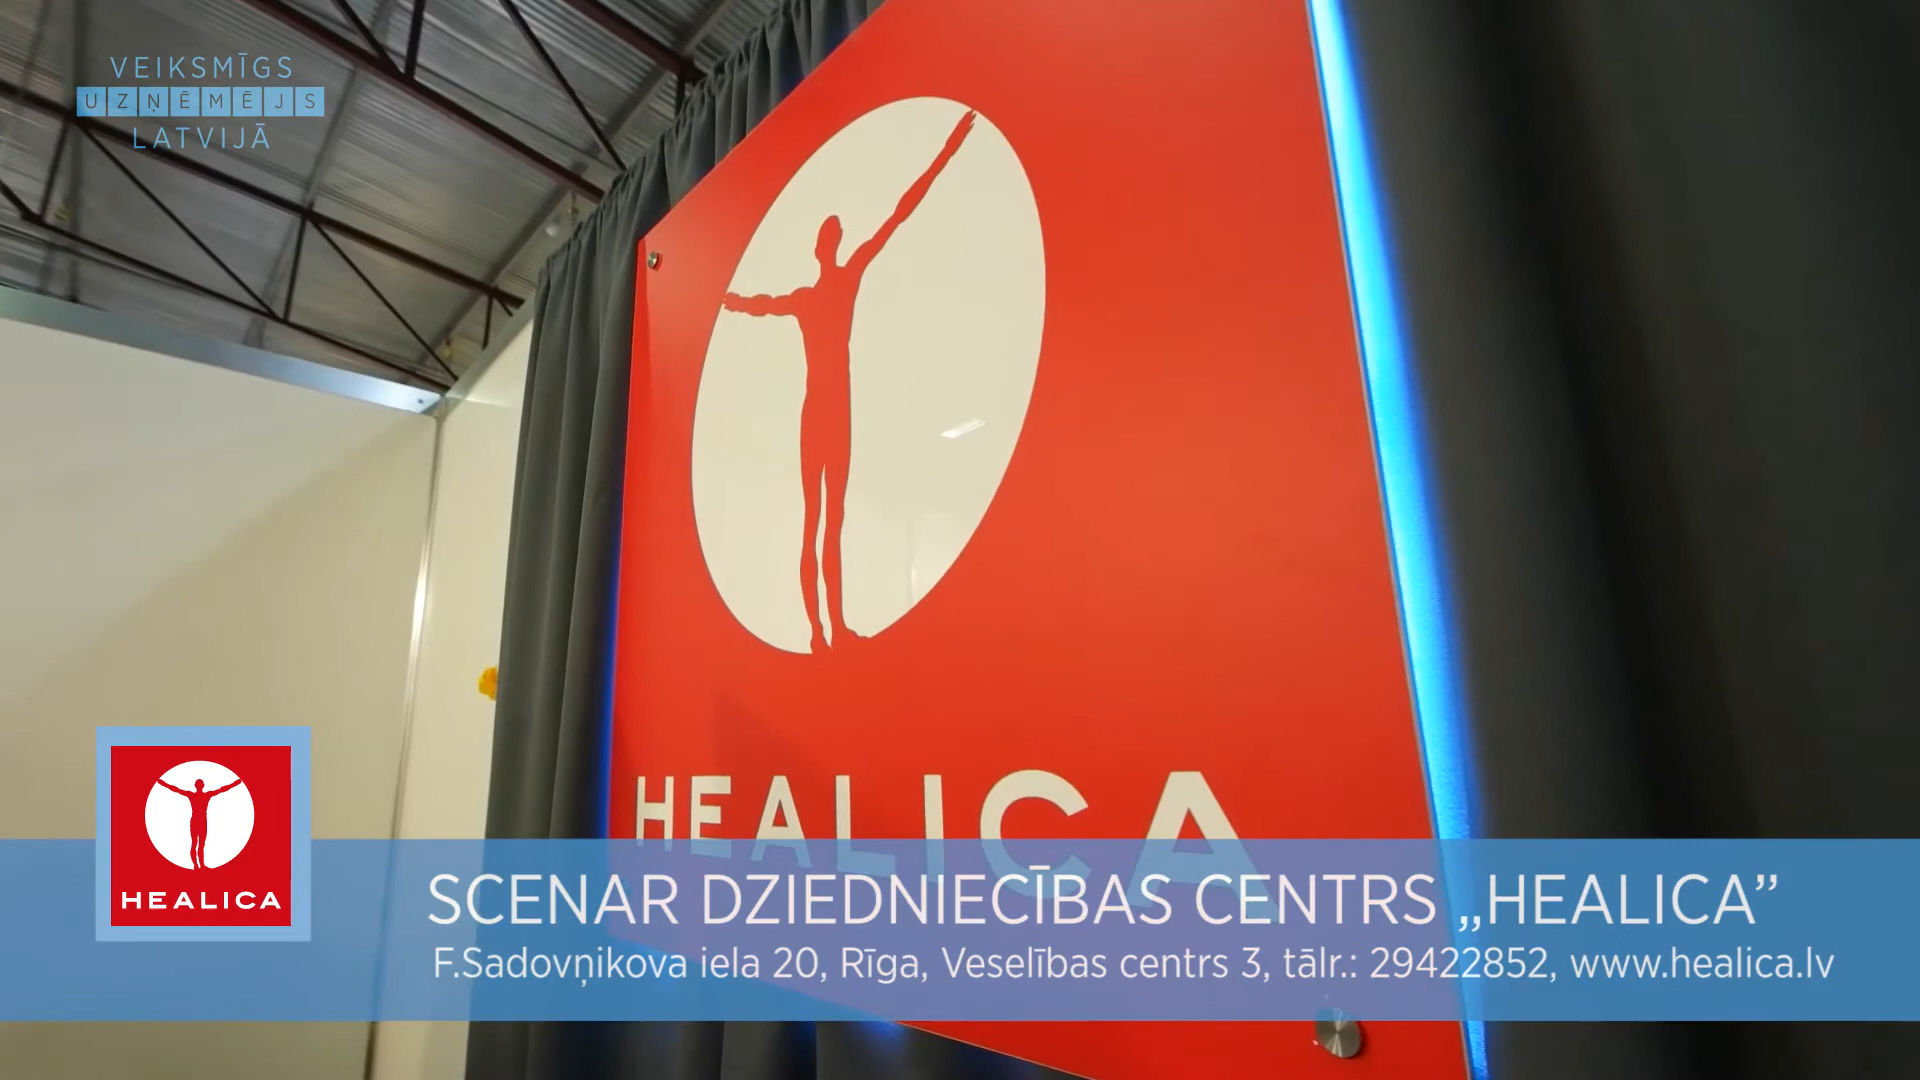 VEIKSMĪGS
UZŅĒMĒJS
LATVIJĀ
HEALICA
HEALICA
SCENAR DZIEDNIECĪBAS CENTRS „HEALICA”
F.Sadovņikova iela 20, Rīga, Veselības centrs 3, tālr.: 29422852, www.healica.lv